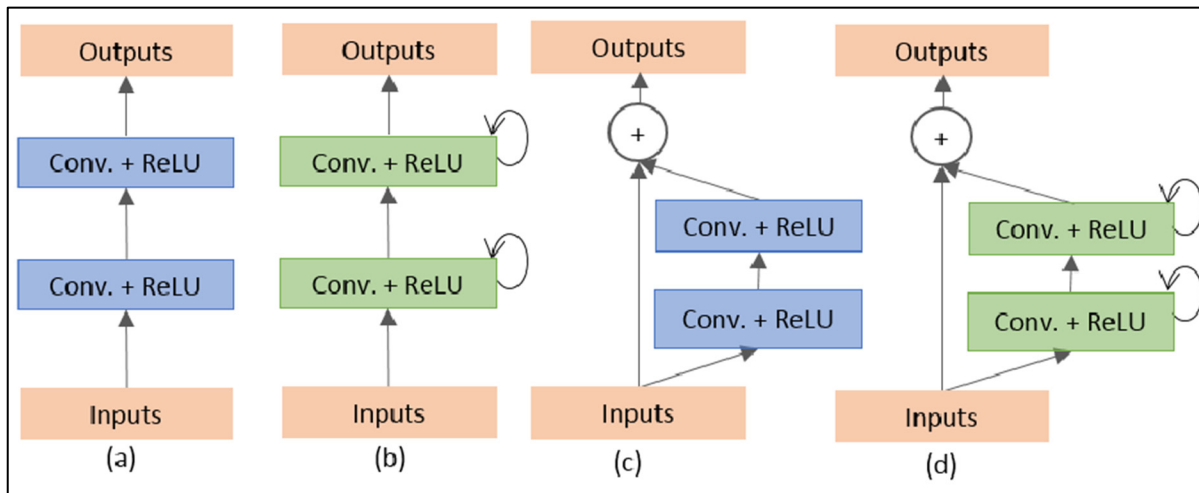 Outputs
Conv. + ReLU
Conv. + ReLU
Inputs
(a)
Outputs
Conv. + ReLU
Conv. + ReLU
Inputs
(b)
Outputs
+
Conv. + ReLU
Conv. + ReLU
Inputs
(c)
Outputs
+
Conv. + ReLU
Conv. + ReLU
Inputs
(d)